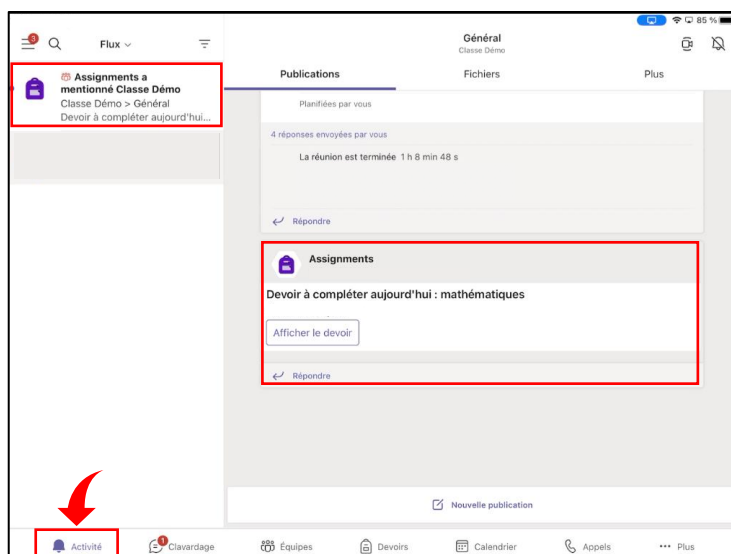 85 %
3
Flux
Général
Classe Démo
Assignments a
mentionné Classe Démo
Classe Démo > Général
Devoir à compléter aujourd'hui...
Publications
Fichiers
Plus
Planifiées par vous
4 réponses envoyées par vous
La réunion est terminée 1 h 8 min 48 s
Répondre
Assignments
Devoir à compléter aujourd'hui : mathématiques
Afficher le devoir
Répondre
Nouvelle publication
Activité
1
Clavardage
Équipes
Devoirs
Calendrier
Appels
Plus